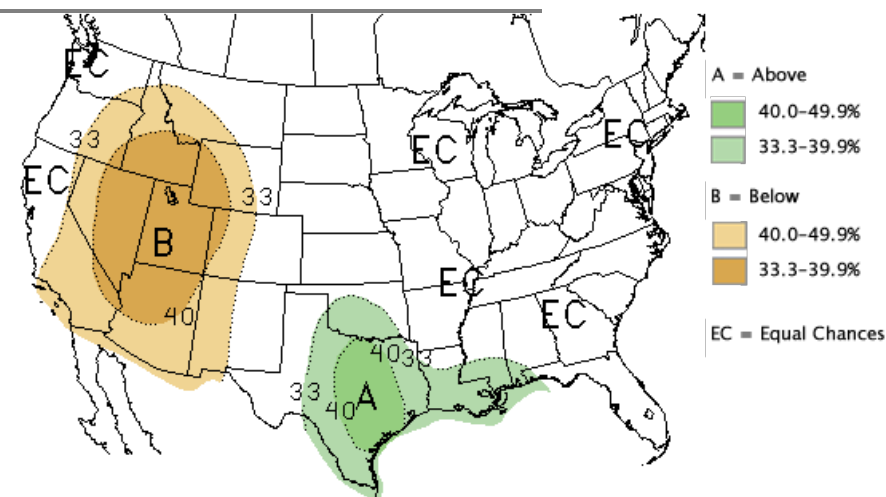 EC
33
EC
33
B
40
EC
EC
EC
EC
40
33
33
40
A
A = Above
40.0-49.9%
33.3-39.9%
B = Below
40.0-49.9%
33.3-39.9%
EC = Equal Chances